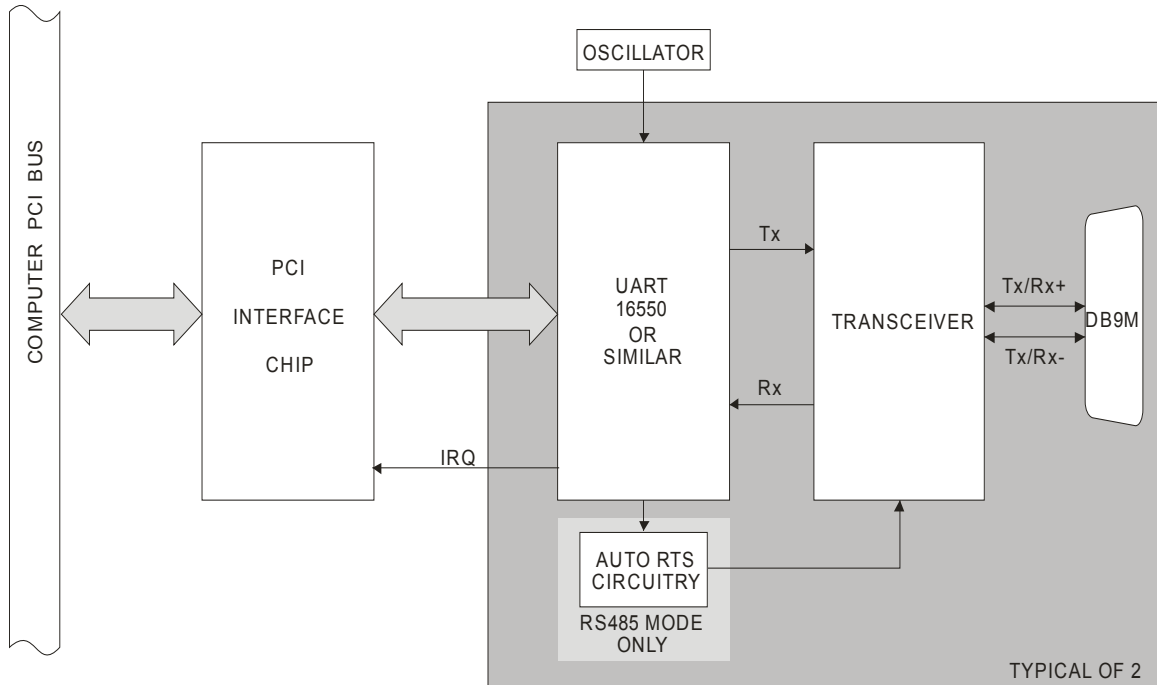 COMPUTER PCI BUS
OSCILLATOR
PCI
INTERFACE
CHIP
UART
16550
OR
SIMILAR
Tx
Rx
TRANSCEIVER
Tx/Rx+
Tx/Rx-
DB9M
IRQ
AUTO RTS
CIRCUITRY
RS485 MODE
ONLY
TYPICAL OF 2